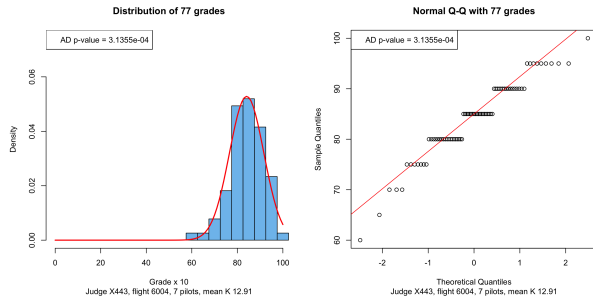 Distribution of 77 grades
AD p-value = 3.1355e-04
Density
0.06
0.04
0.02
0.00
0 20 40 60 80 100
Grade x 10
Judge X443, flight 6004, 7 pilots, mean K 12.91
Normal Q-Q with 77 grades
AD p-value = 3.1355e-04
Sample Quantiles
100
90
80
70
60
-2 -1 0 1 2
Theoretical Quantiles
Judge X443, flight 6004, 7 pilots, mean K 12.91